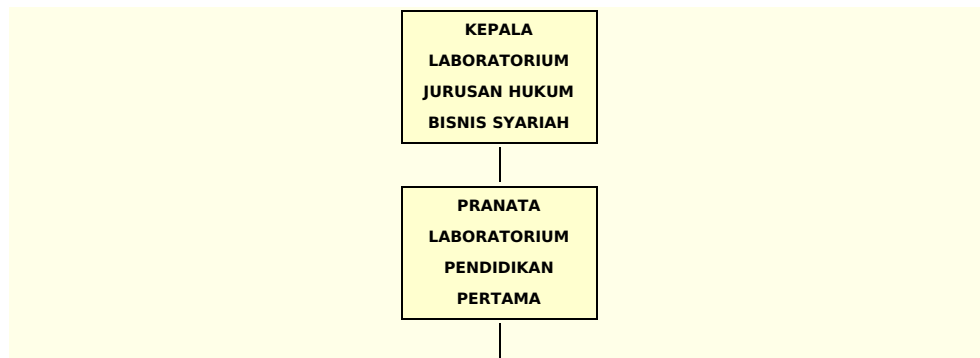 KEPALA
LABORATORIUM
JURUSAN HUKUM
BISNIS SYARIAH
PRANATA
LABORATORIUM
PENDIDIKAN
PERTAMA